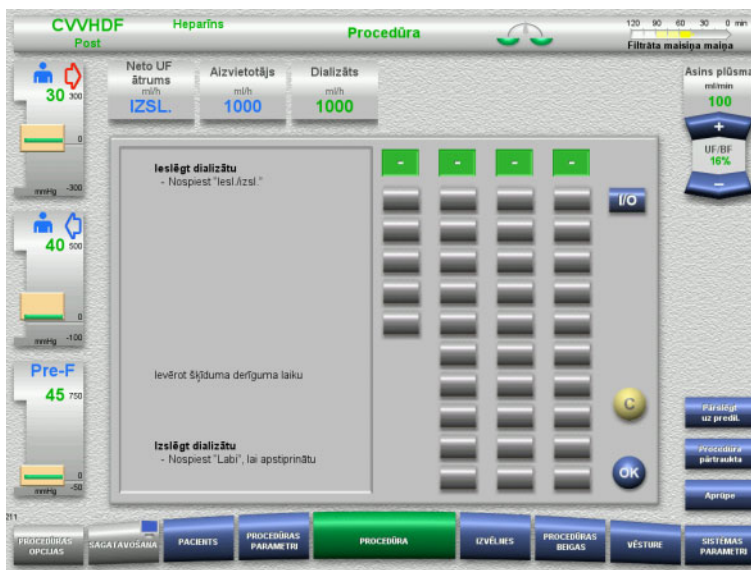 CVVHDF
Post
Heparīns
Procedūra
120 90 60 30 0 min
Filtrāta maisiņa maiņa
30 300
0
mmHg -300
Neto UF
ātrums
ml/h
IZSL.
Aizvietotājs
ml/h
1000
Dializāts
ml/h
1000
Asins plūsma
ml/min
100
+
UF/BF
16%
−
40 500
0
mmHg -100
Pre-F
45 750
0
mmHg -50
Ieslēgt dializātu
- Nospiest "Iesl./izsl."
Ievērot šķīduma derīguma laiku
Izslēgt dializātu
- Nospiest "Labi", lai apstiprinātu
- - - -
I/O
C
OK
Pārslēgt
uz predil.
Procedūra
pārtraukta
Aprūpe
211
PROCEDŪRAS
OPCIJAS
SAGATAVOŠANA
PACIENTS
PROCEDŪRAS
PARAMETRI
PROCEDŪRA
IZVĒLNES
PROCEDŪRAS
BEIGAS
VĒSTURE
SISTĒMAS
PARAMETRI